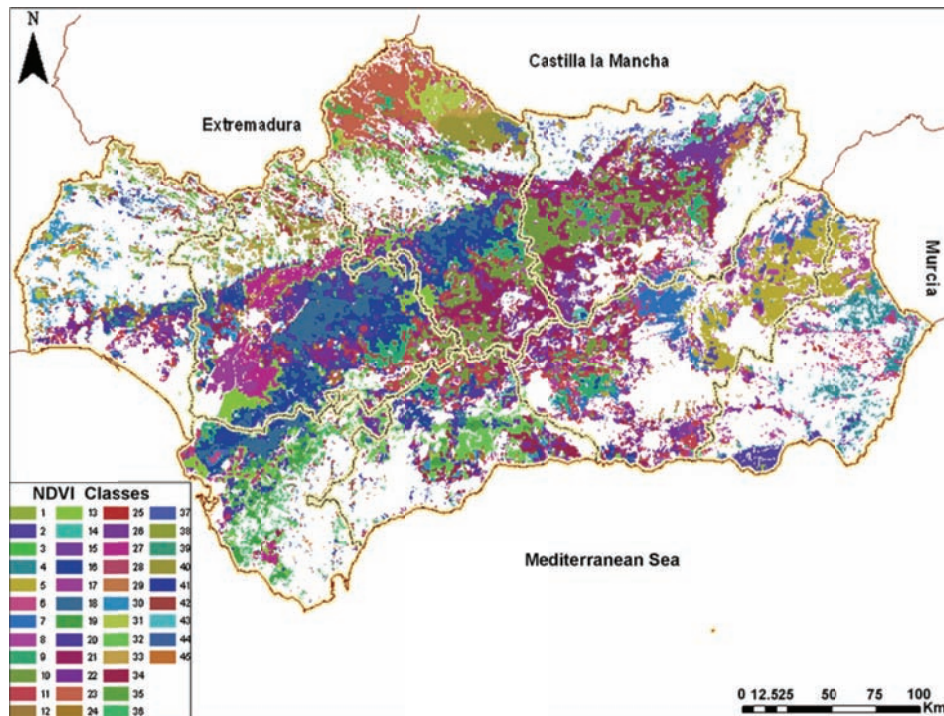 N
Castilla la Mancha
Extremadura
Murcia
Mediterranean Sea
NDVI Classes
1 13 25 37
2 14 26 38
3 15 27 39
4 16 28 40
5 17 29 41
6 18 30 42
7 19 31 43
8 20 32 44
9 21 33 45
10 22 34
11 23 35
12 24 36
0 12.525 50 75 100
Km